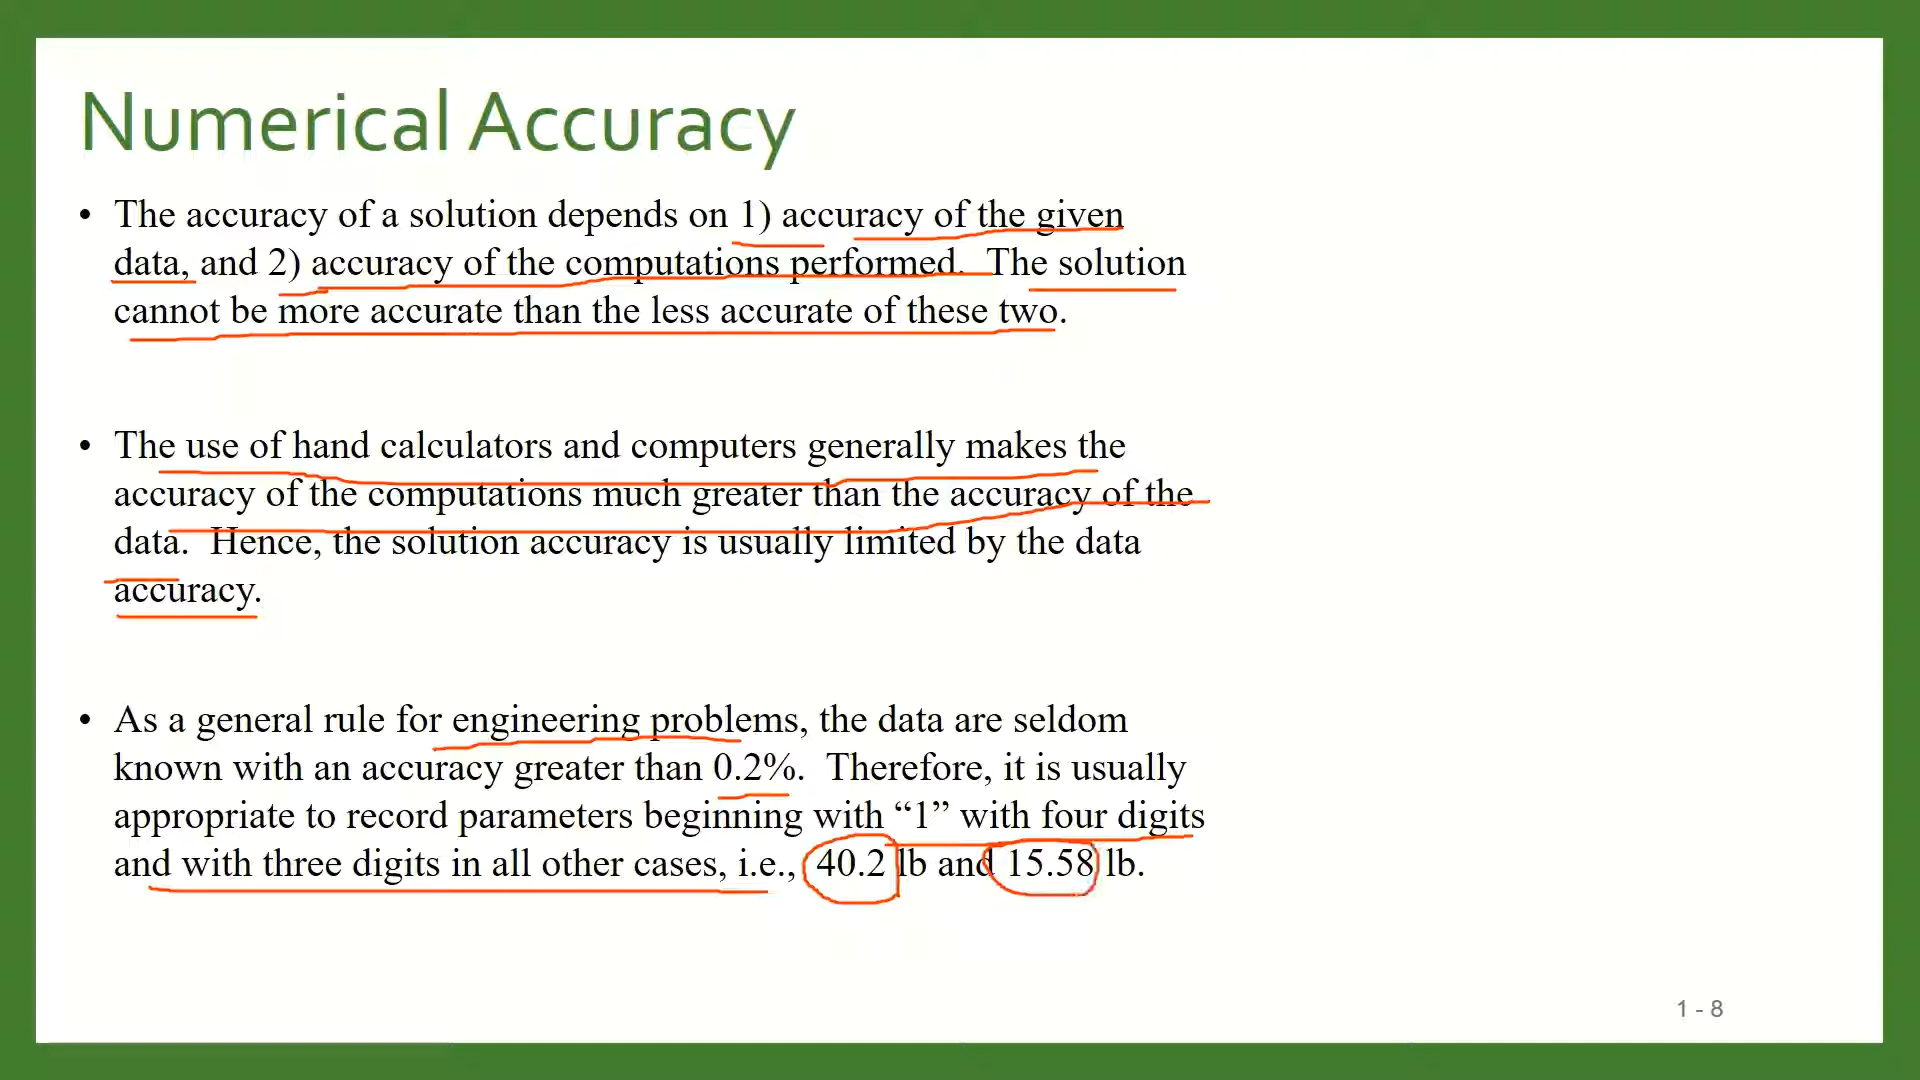 Numerical Accuracy
• The accuracy of a solution depends on 1) accuracy of the given
data, and 2) accuracy of the computations performed. The solution
cannot be more accurate than the less accurate of these two.
• The use of hand calculators and computers generally makes the
accuracy of the computations much greater than the accuracy of the
data. Hence, the solution accuracy is usually limited by the data
accuracy.
• As a general rule for engineering problems, the data are seldom
known with an accuracy greater than 0.2%. Therefore, it is usually
appropriate to record parameters beginning with “1” with four digits
and with three digits in all other cases, i.e., 40.2 lb and 15.58 lb.
1 - 8